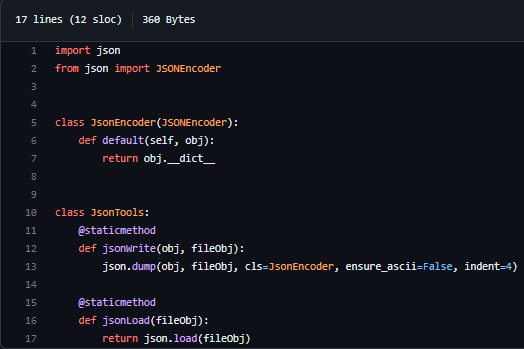 17 lines (12 sloc) 360 Bytes
1 import json
2 from json import JSONEncoder
3
4
5 class JsonEncoder(JSONEncoder):
6     def default(self, obj):
7         return obj.__dict__
8
9
10 class JsonTools:
11     @staticmethod
12     def jsonWrite(obj, fileObj):
13         json.dump(obj, fileObj, cls=JsonEncoder, ensure_ascii=False, indent=4)
14
15     @staticmethod
16     def jsonLoad(fileObj):
17         return json.load(fileObj)